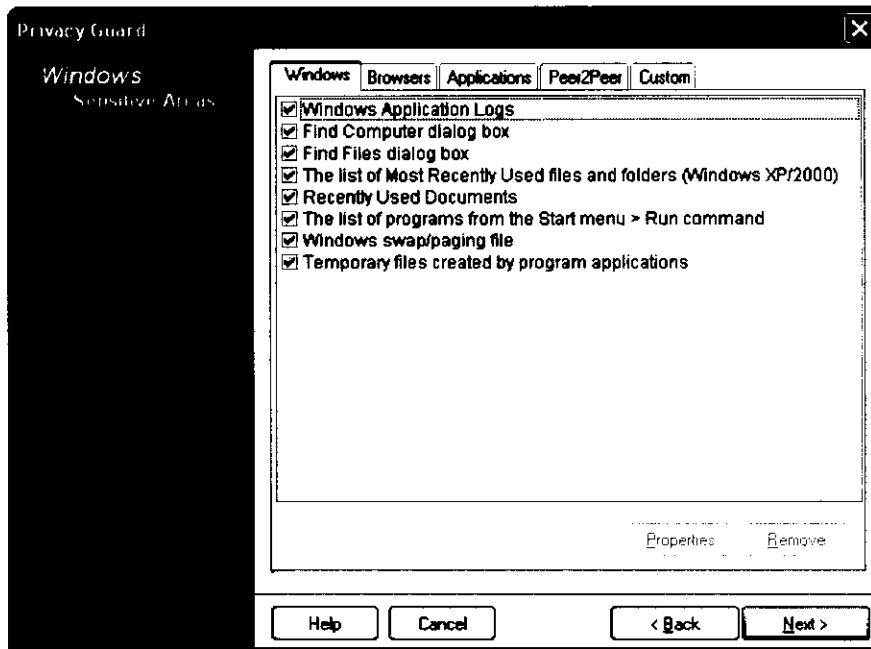 Privacy Guard
Windows
Sensitive Areas
Windows Browsers Applications Peer2Peer Custom
Windows Application Logs
Find Computer dialog box
Find Files dialog box
The list of Most Recently Used files and folders (Windows XP/2000)
Recently Used Documents
The list of programs from the Start menu > Run command
Windows swap/paging file
Temporary files created by program applications
Properties Remove
Help Cancel < Back Next >